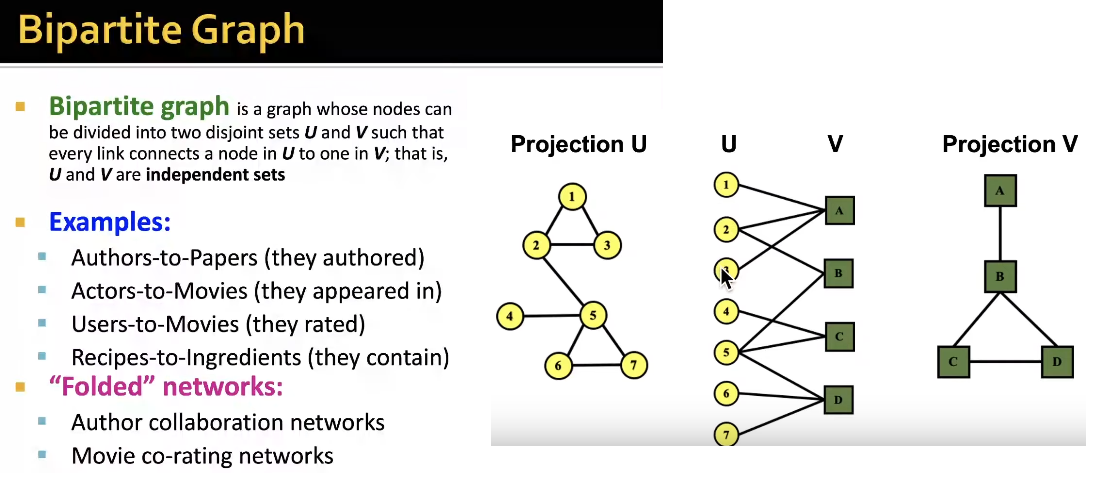 Bipartite Graph
Bipartite graph is a graph whose nodes can
be divided into two disjoint sets U and V such that
every link connects a node in U to one in V; that is,
U and V are independent sets
Examples:
Authors-to-Papers (they authored)
Actors-to-Movies (they appeared in)
Users-to-Movies (they rated)
Recipes-to-Ingredients (they contain)
“Folded” networks:
Author collaboration networks
Movie co-rating networks
Projection U
1
2
3
4
5
6
7
U
V
1
2
4
5
6
7
A
B
C
D
Projection V
A
B
C
D